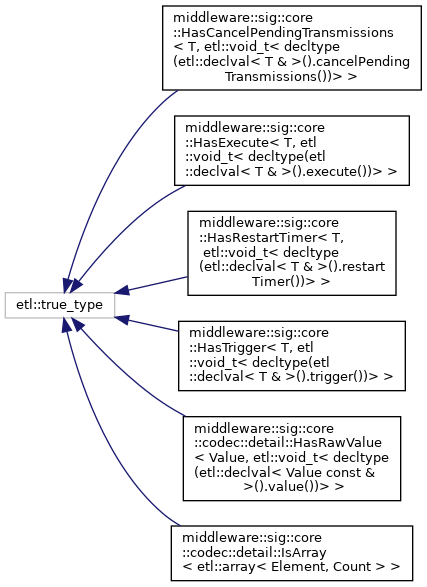 middleware::sig::core
::HasCancelPendingTransmissions
< T, etl::void_t< decltype
(etl::declval< T & >().cancelPending
Transmissions())> >
middleware::sig::core
::HasExecute< T, etl
::void_t< decltype(etl
::declval< T & >().execute())> >
middleware::sig::core
::HasRestartTimer< T,
etl::void_t< decltype
(etl::declval< T & >().restart
Timer())> >
etl::true_type
middleware::sig::core
::HasTrigger< T, etl
::void_t< decltype(etl
::declval< T & >().trigger())> >
middleware::sig::core
::codec::detail::HasRawValue
< Value, etl::void_t< decltype
(etl::declval< Value const &
>().value())> >
middleware::sig::core
::codec::detail::IsArray
< etl::array< Element, Count > >